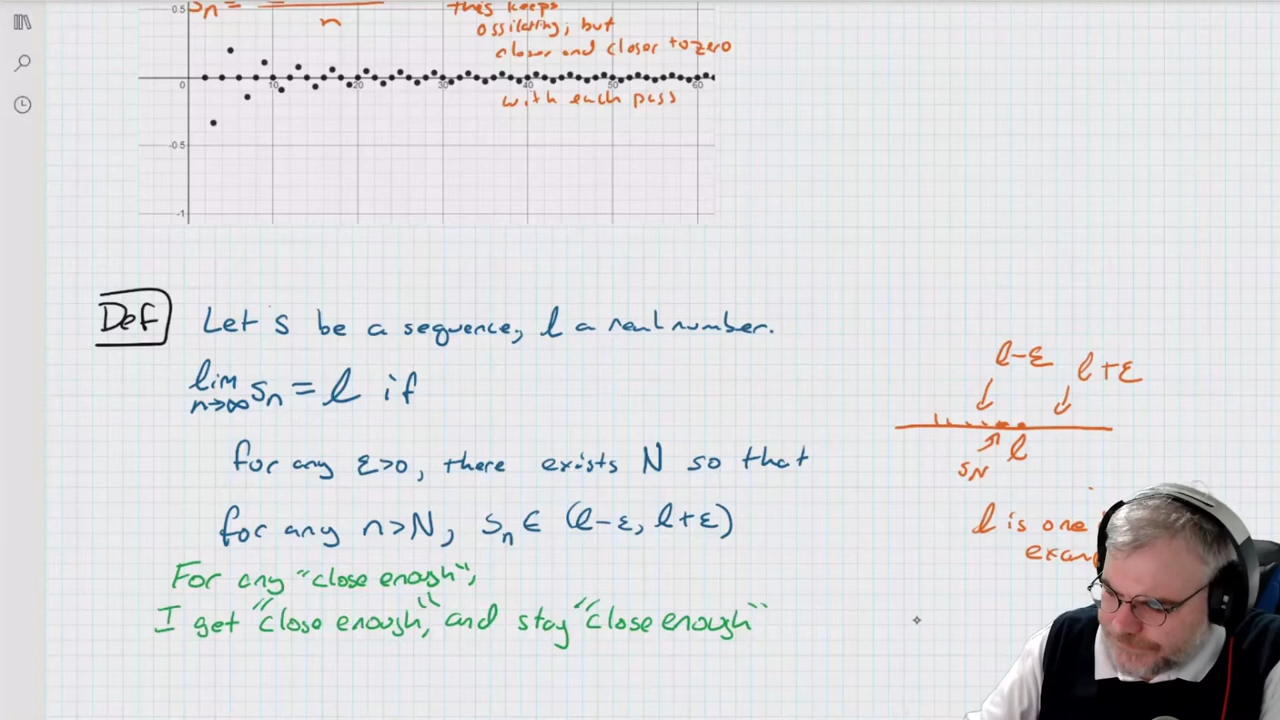 0.5
Sn =
n
this keeps
ossilating, but
closer and closer to zero
with each pass
0 10 20 30 40 50 60
-0.5
-1
Def Let s be a sequence, l a real number.
lim n→∞ sn = l if
for any ε>0, there exists N so that
for any n>N, sn ∈ (l-ε, l+ε)
For any "close enough",
I get "close enough", and stay "close enough"
l-ε l+ε
sN l
l is one